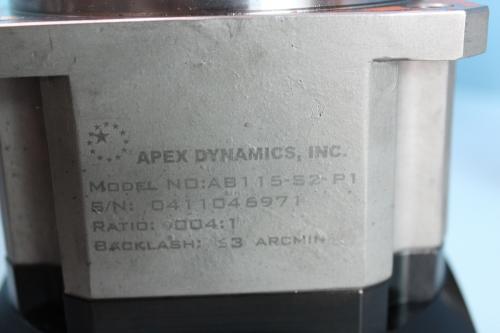 APEX DYNAMICS, INC.
MODEL NO:AB115-S2-P1
S/N: 0411046971
RATIO: 004:1
BACKLASH: ≤3 ARCMIN